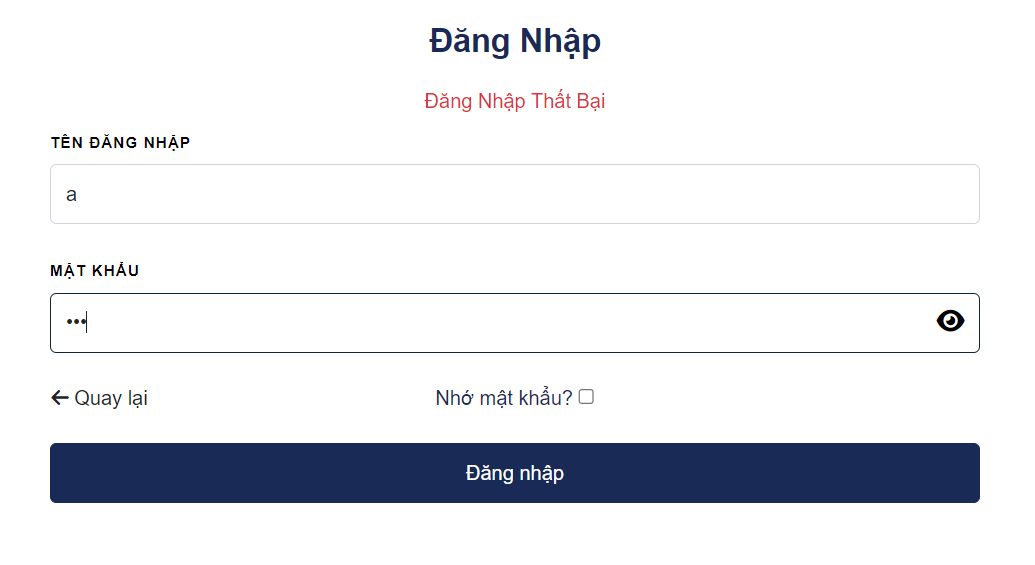 Đăng Nhập
Đăng Nhập Thất Bại
TÊN ĐĂNG NHẬP
a
MẬT KHẨU
•••
Quay lại
Nhớ mật khẩu?
Đăng nhập